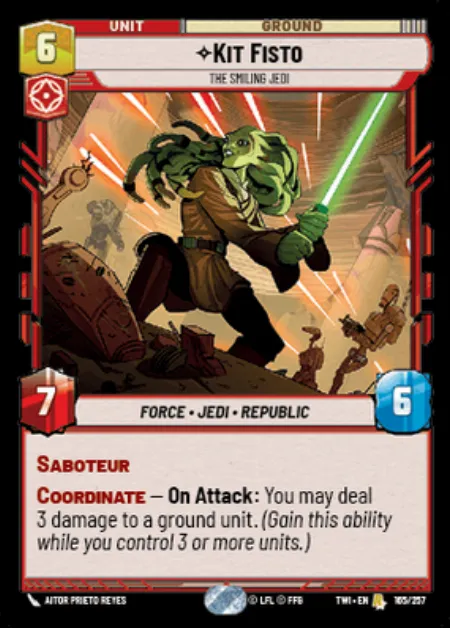 UNIT GROUND
6
✧KIT FISTO
THE SMILING JEDI
7
FORCE • JEDI • REPUBLIC
6
SABOTEUR
COORDINATE – On Attack: You may deal
3 damage to a ground unit. (Gain this ability
while you control 3 or more units.)
AITOR PRIETO REYES © LFL © FFG TWI • EN 165/257